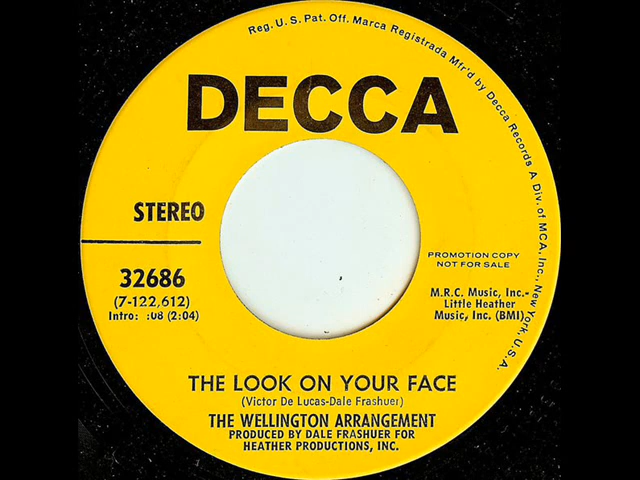 Reg. U.S. Pat. Off. Marca Registrada Mfr'd by Decca Records A Div. of MCA, Inc., New York, U.S.A.
DECCA
STEREO
32686
(7-122,612)
Intro: :08 (2:04)
PROMOTION COPY
NOT FOR SALE
M.R.C. Music, Inc.-
Little Heather
Music, Inc. (BMI)
THE LOOK ON YOUR FACE
(Victor De Lucas-Dale Frashuer)
THE WELLINGTON ARRANGEMENT
PRODUCED BY DALE FRASHUER FOR
HEATHER PRODUCTIONS, INC.